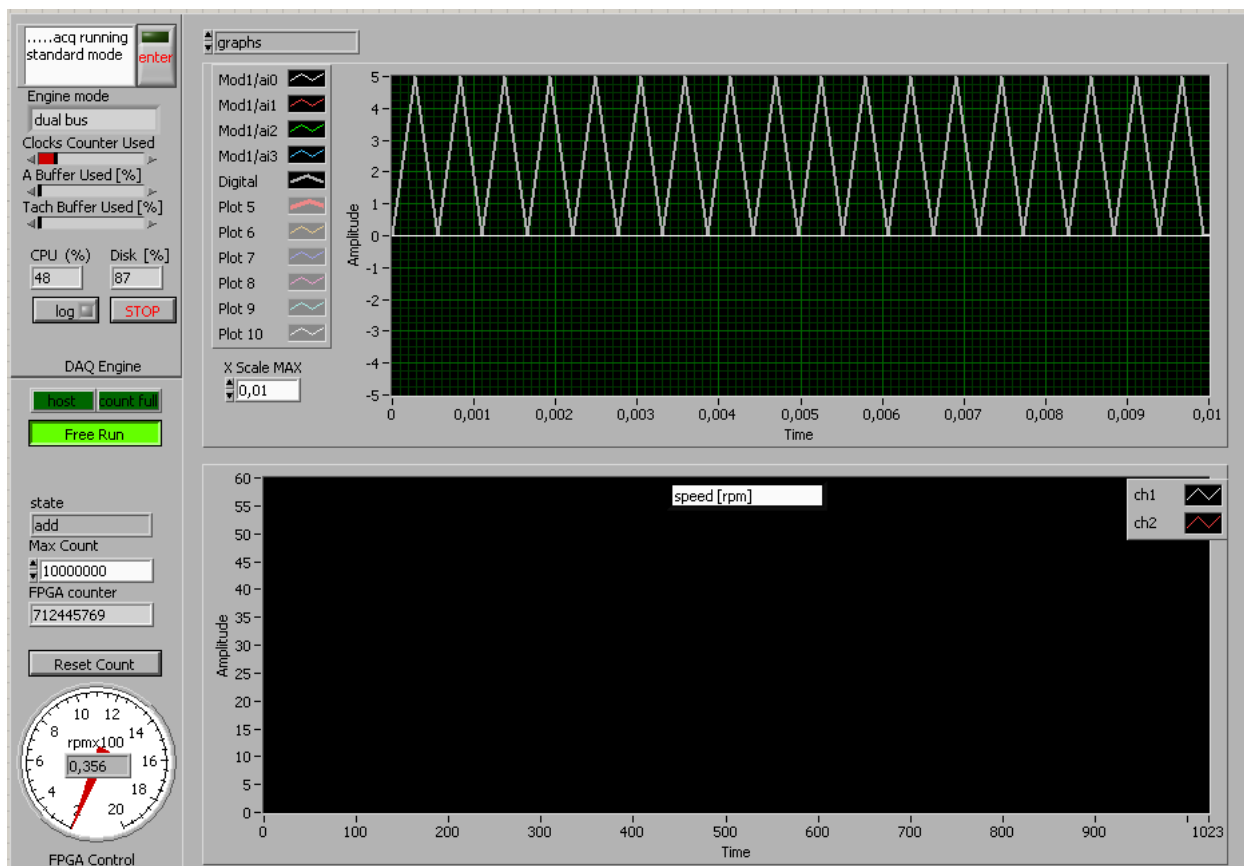 .....acq running
standard mode
enter
Engine mode
dual bus
Clocks Counter Used
A Buffer Used [%]
Tach Buffer Used [%]
CPU (%) Disk [%]
48 87
log STOP
DAQ Engine
host count full
Free Run
state
add
Max Count
10000000
FPGA counter
712445769
Reset Count
10 12
8 14
rpmx100
6 0,356 16
4 18
2 20
FPGA Control
graphs
Mod1/ai0
Mod1/ai1
Mod1/ai2
Mod1/ai3
Digital
Plot 5
Plot 6
Plot 7
Plot 8
Plot 9
Plot 10
X Scale MAX
0,01
Amplitude
5
4
3
2
1
0
-1
-2
-3
-4
-5
0 0,001 0,002 0,003 0,004 0,005 0,006 0,007 0,008 0,009 0,01
Time
speed [rpm]
ch1
ch2
Amplitude
60
55
50
45
40
35
30
25
20
15
10
5
0
0 100 200 300 400 500 600 700 800 900 1023
Time